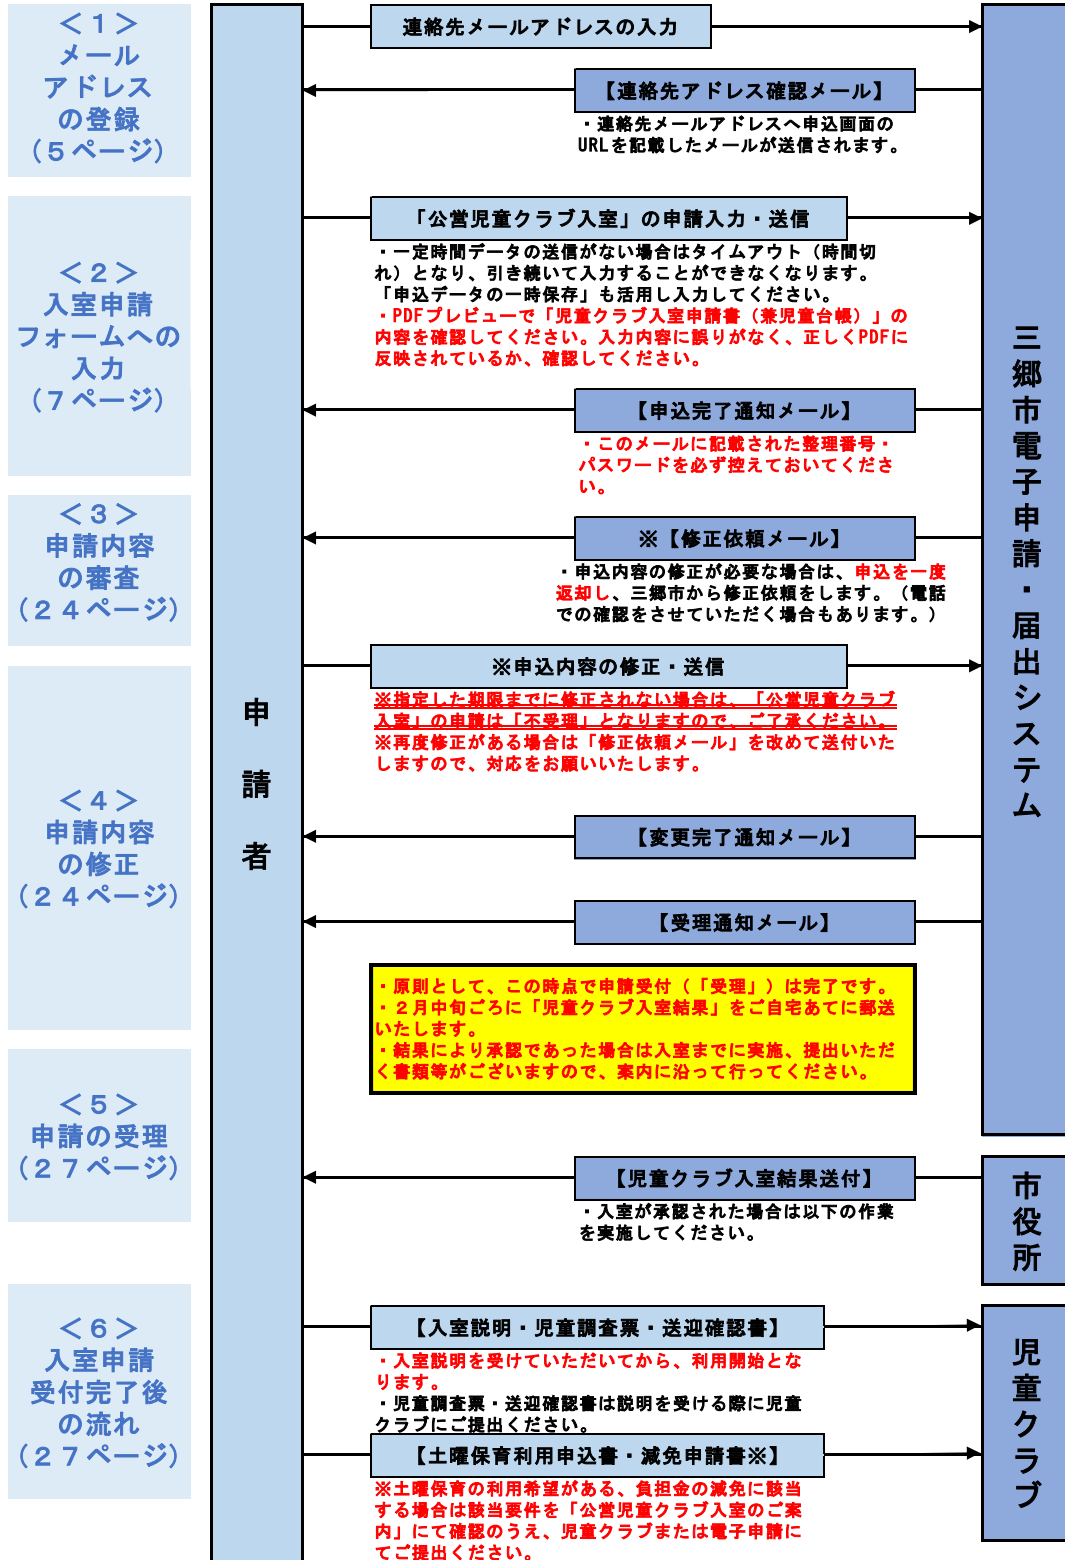 ＜１＞
メール
アドレス
の登録
（５ページ）
連絡先メールアドレスの入力
【連絡先アドレス確認メール】
・連絡先メールアドレスへ申込画面の
URLを記載したメールが送信されます。
＜２＞
入室申請
フォームへの
入力
（７ページ）
「公営児童クラブ入室」の申請入力・送信
・一定時間データの送信がない場合はタイムアウト（時間切
れ）となり、引き続いて入力することができなくなります。
「申込データの一時保存」も活用し入力してください。
・PDFプレビューで「児童クラブ入室申請書（兼児童台帳）」の
内容を確認してください。入力内容に誤りがなく、正しくPDFに
反映されているか、確認してください。
【申込完了通知メール】
・このメールに記載された整理番号・
パスワードを必ず控えておいてくださ
い。
＜３＞
申請内容
の審査
（２４ページ）
※【修正依頼メール】
・申込内容の修正が必要な場合は、申込を一度
返却し、三郷市から修正依頼をします。（電話
での確認をさせていただく場合もあります。）
＜４＞
申請内容
の修正
（２４ページ）
※申込内容の修正・送信
※指定した期限までに修正されない場合は、「公営児童クラブ
入室」の申請は「不受理」となりますので、ご了承ください。
※再度修正がある場合は「修正依頼メール」を改めて送付いた
しますので、対応をお願いいたします。
【変更完了通知メール】
【受理通知メール】
・原則として、この時点で申請受付（「受理」）は完了です。
・２月中旬ごろに「児童クラブ入室結果」をご自宅あてに郵送
いたします。
・結果により承認であった場合は入室までに実施、提出いただ
く書類等がございますので、案内に沿って行ってください。
＜５＞
申請の受理
（２７ページ）
【児童クラブ入室結果送付】
・入室が承認された場合は以下の作業
を実施してください。
＜６＞
入室申請
受付完了後
の流れ
（２７ページ）
【入室説明・児童調査票・送迎確認書】
・入室説明を受けていただいてから、利用開始とな
ります。
・児童調査票・送迎確認書は説明を受ける際に児童
クラブにご提出ください。
【土曜保育利用申込書・減免申請書※】
※土曜保育の利用希望がある、負担金の減免に該当
する場合は該当要件を「公営児童クラブ入室のご案
内」にて確認のうえ、児童クラブまたは電子申請に
てご提出ください。
申請者
三郷市電子申請・届出システム
市役所
児童クラブ